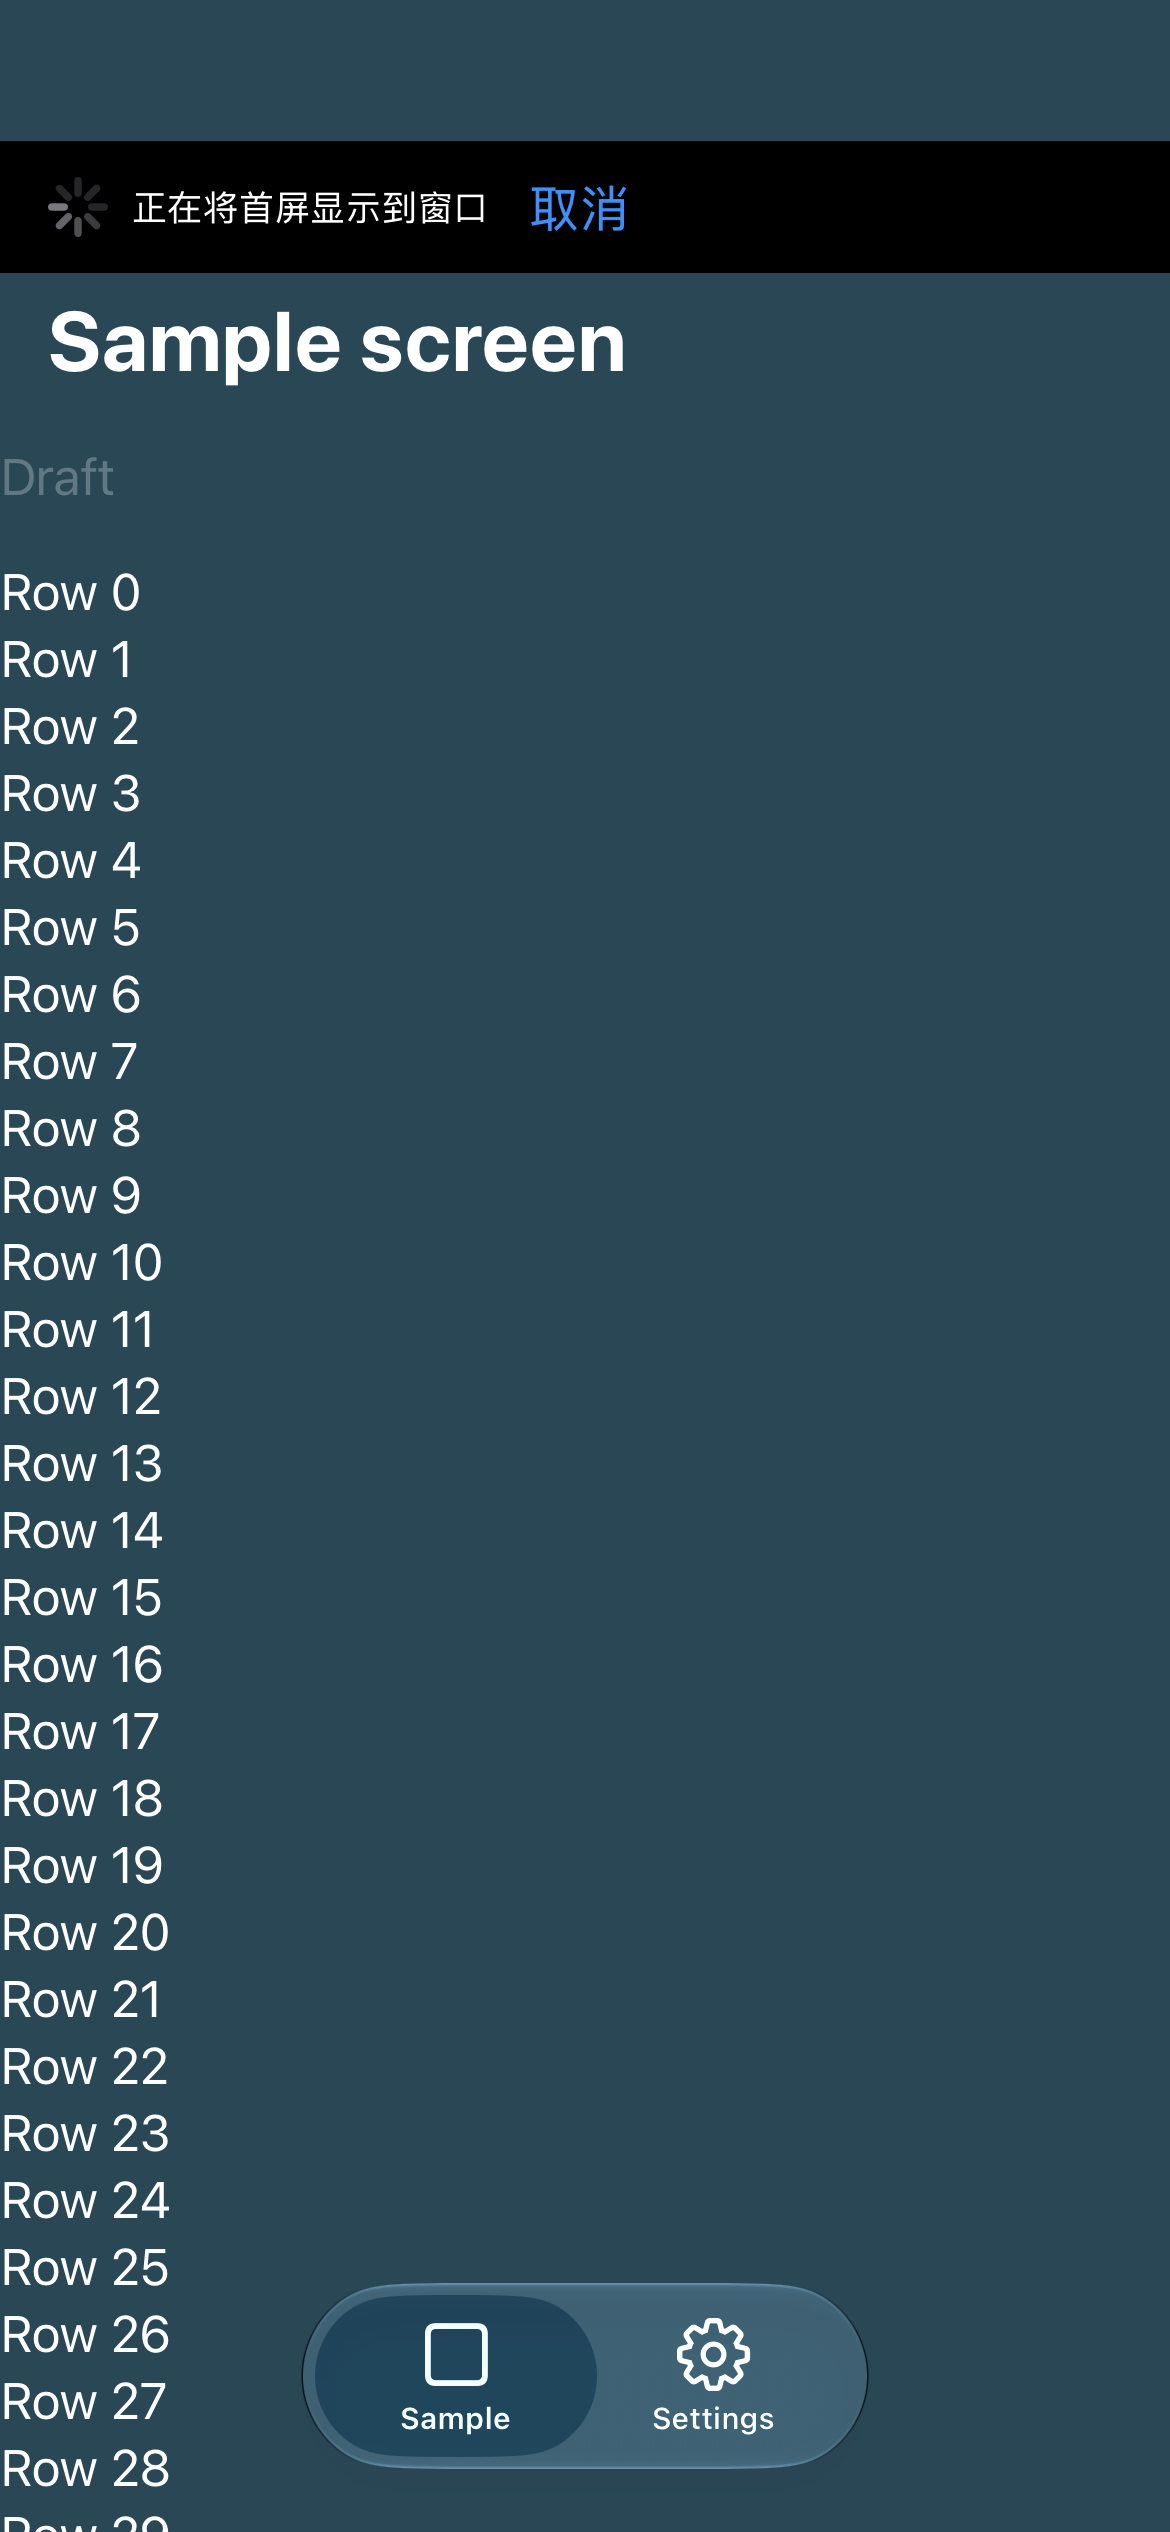 正在将首屏显示到窗口 取消
Sample screen
Draft
Row 0
Row 1
Row 2
Row 3
Row 4
Row 5
Row 6
Row 7
Row 8
Row 9
Row 10
Row 11
Row 12
Row 13
Row 14
Row 15
Row 16
Row 17
Row 18
Row 19
Row 20
Row 21
Row 22
Row 23
Row 24
Row 25
Row 26
Row 27
Row 28
Row 29
Sample Settings